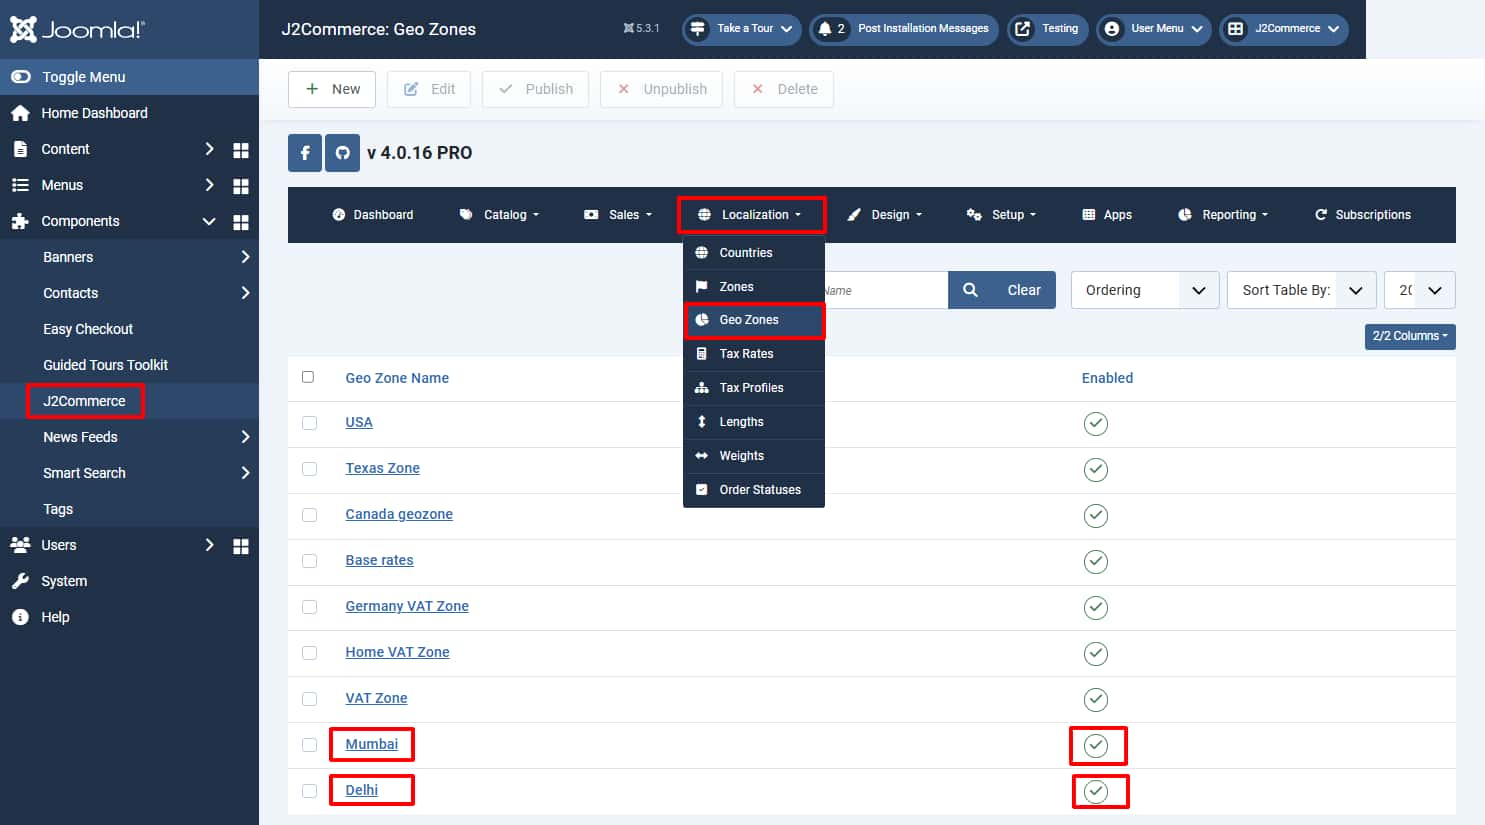 Joomla!
J2Commerce: Geo Zones
5.3.1
Take a Tour
2
Post Installation Messages
Testing
User Menu
J2Commerce
Toggle Menu
Home Dashboard
Content
Menus
Components
Banners
Contacts
Easy Checkout
Guided Tours Toolkit
J2Commerce
News Feeds
Smart Search
Tags
Users
System
Help
New
Edit
Publish
Unpublish
Delete
v 4.0.16 PRO
Dashboard
Catalog
Sales
Localization
Design
Setup
Apps
Reporting
Subscriptions
Countries
Zones
Geo Zones
Tax Rates
Tax Profiles
Lengths
Weights
Order Statuses
Clear
Ordering
Sort Table By:
2/2 Columns
Geo Zone Name
Enabled
USA
Texas Zone
Canada geozone
Base rates
Germany VAT Zone
Home VAT Zone
VAT Zone
Mumbai
Delhi